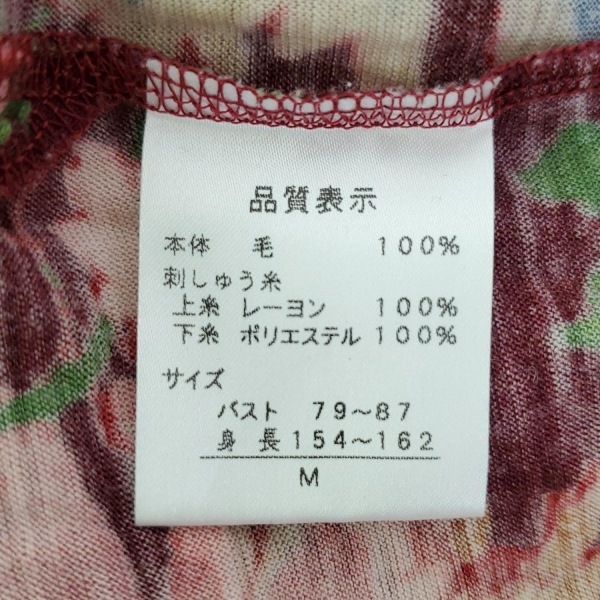 品質表示
本体 毛 100%
刺しゅう糸
上糸 レーヨン 100%
下糸 ポリエステル 100%
サイズ
バスト 79~87
身長 154~162
M